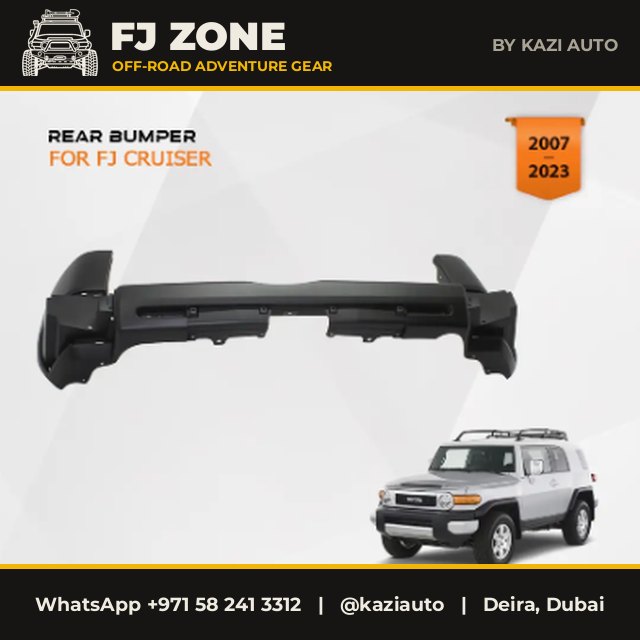 FJ ZONE
OFF-ROAD ADVENTURE GEAR
BY KAZI AUTO
REAR BUMPER
FOR FJ CRUISER
2007
2023
WhatsApp +971 58 241 3312 | @kaziauto | Deira, Dubai